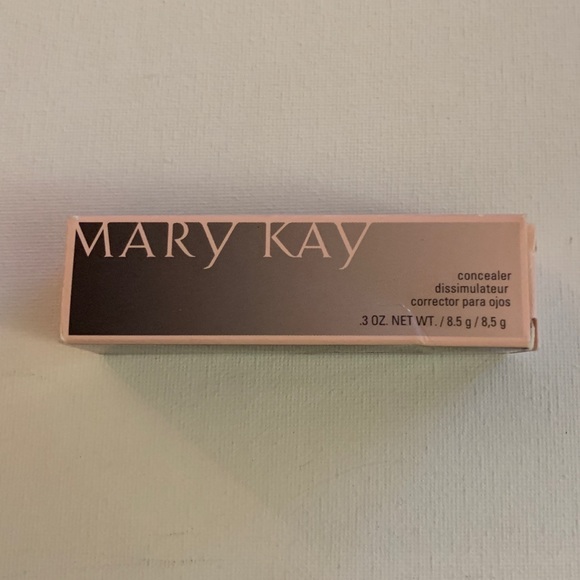 MARY KAY
concealer
dissimulateur
corrector para ojos
.3 OZ. NET WT. / 8.5 g / 8,5 g